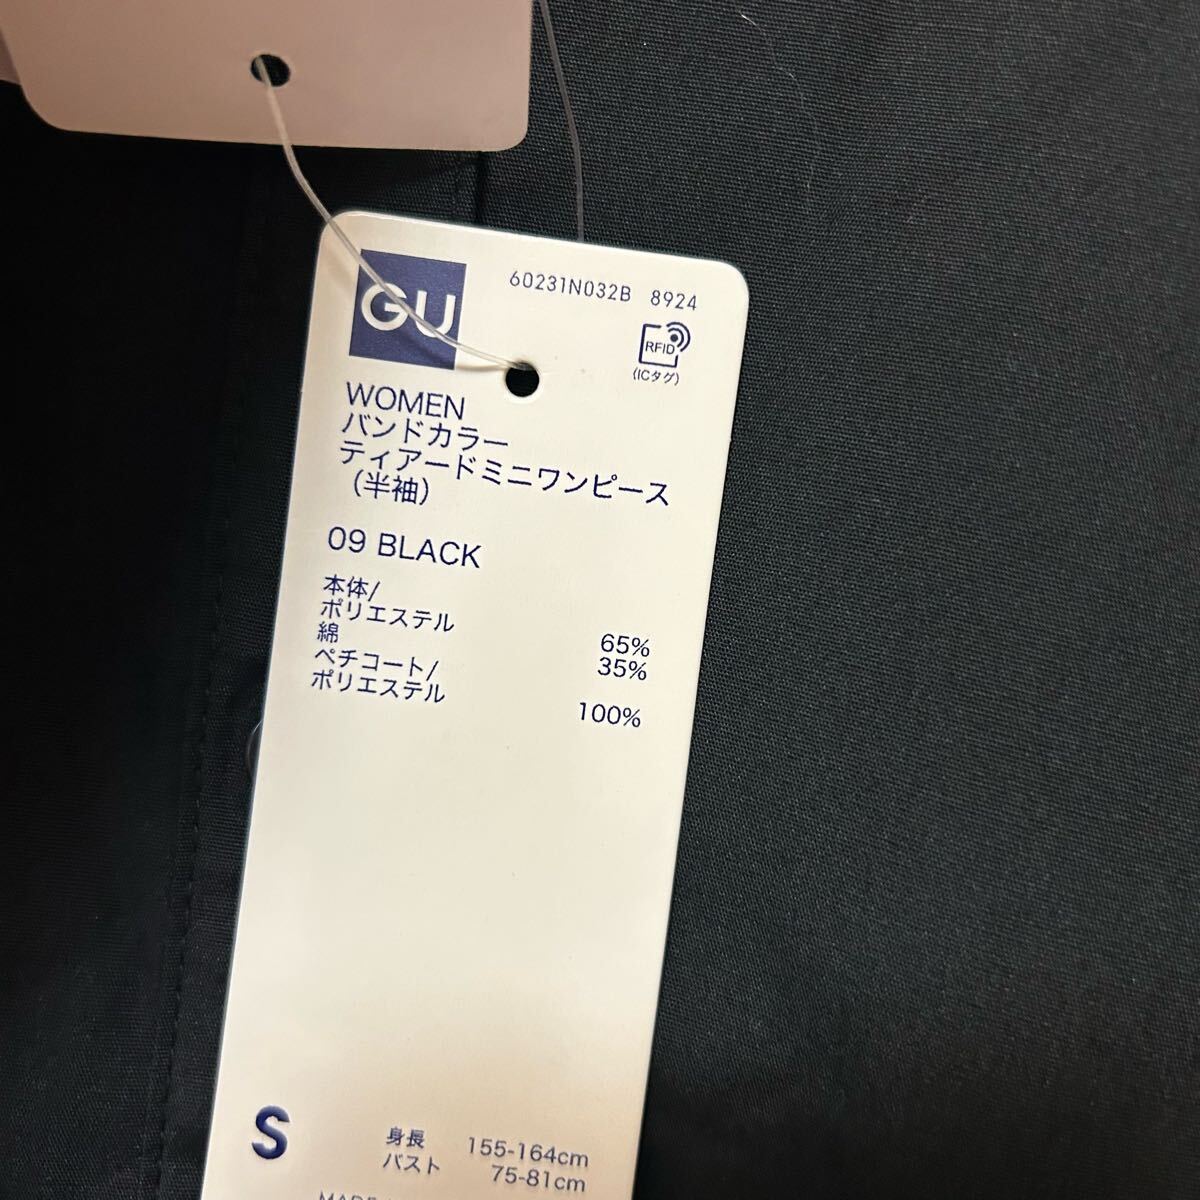 GU
60231N032B 8924
RFID
(ICタグ)
WOMEN
バンドカラー
ティアードミニワンピース
（半袖）
09 BLACK
本体/
ポリエステル 65%
綿 35%
ペチコート/
ポリエステル 100%
S
身長 155-164cm
バスト 75-81cm
MADE